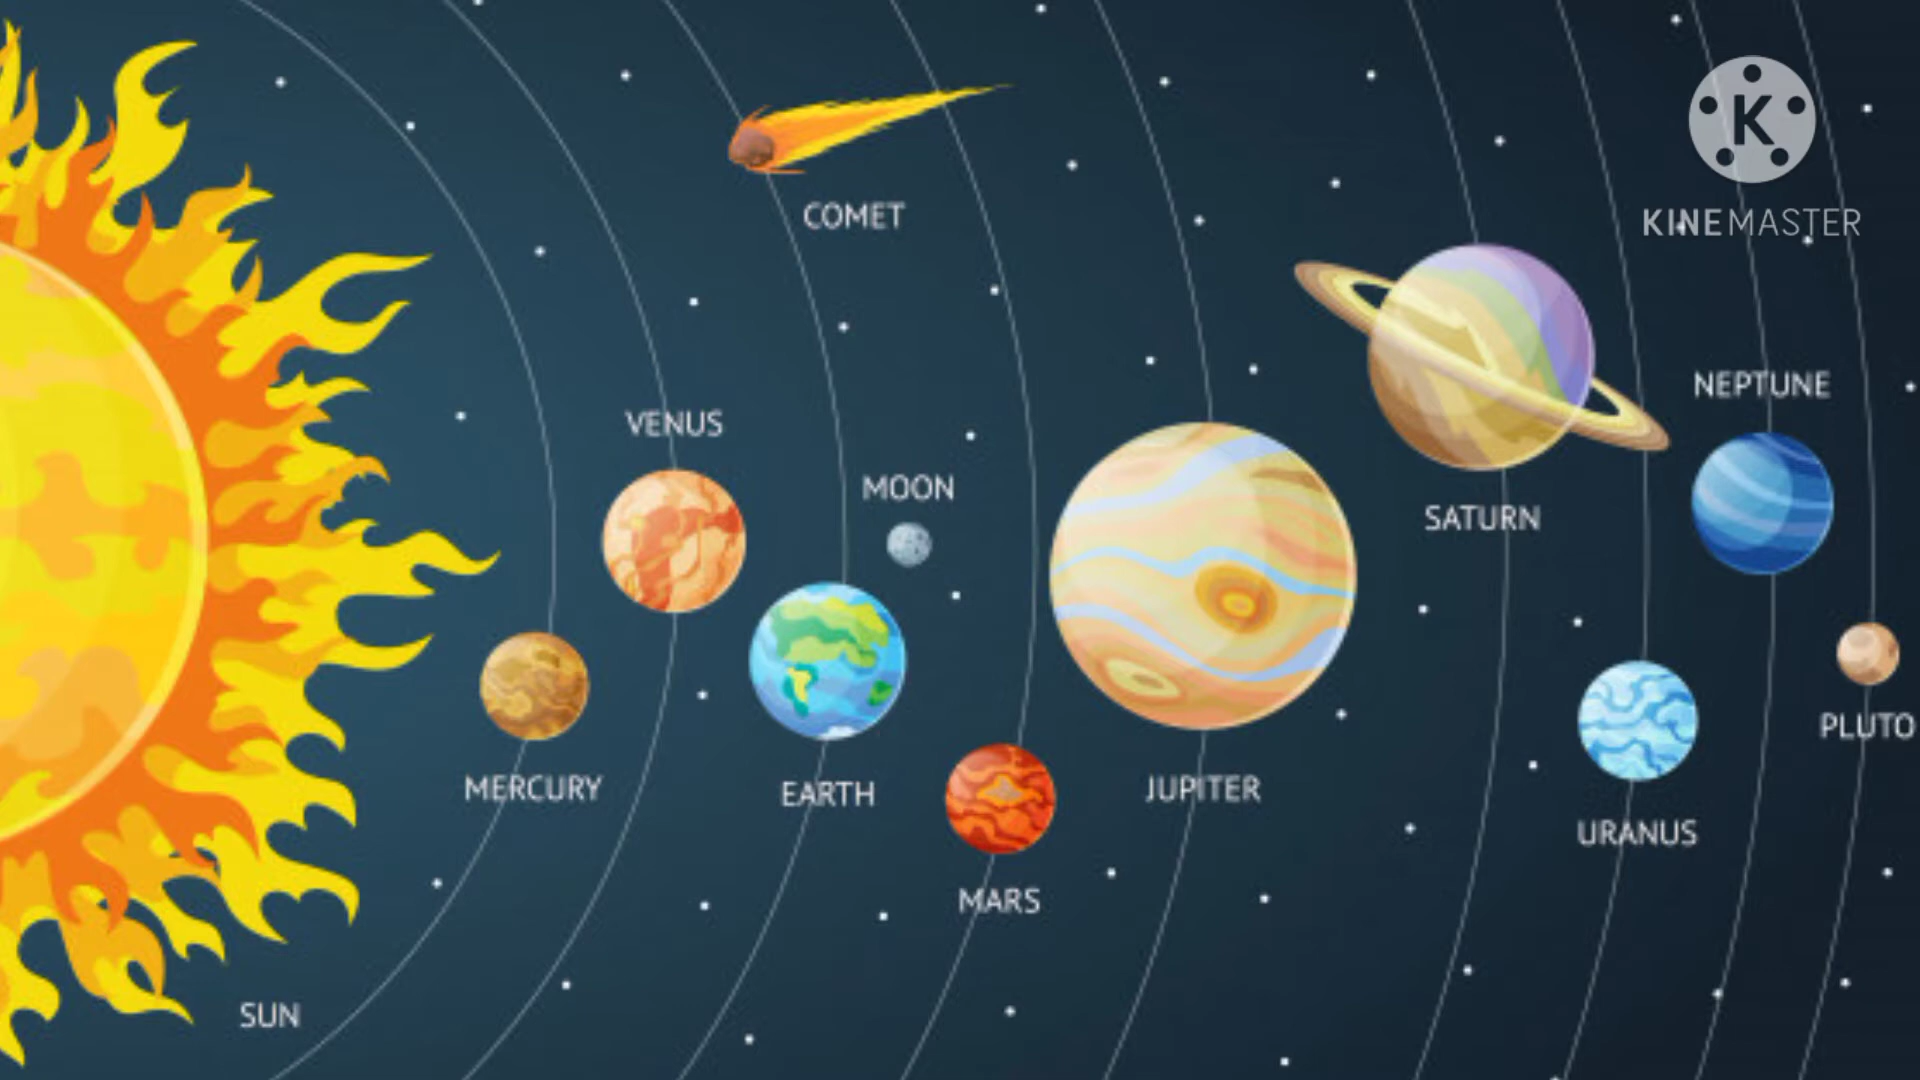 COMET
K
KINEMASTER
NEPTUNE
VENUS
MOON
SATURN
PLUTO
MERCURY
EARTH
JUPITER
URANUS
MARS
SUN